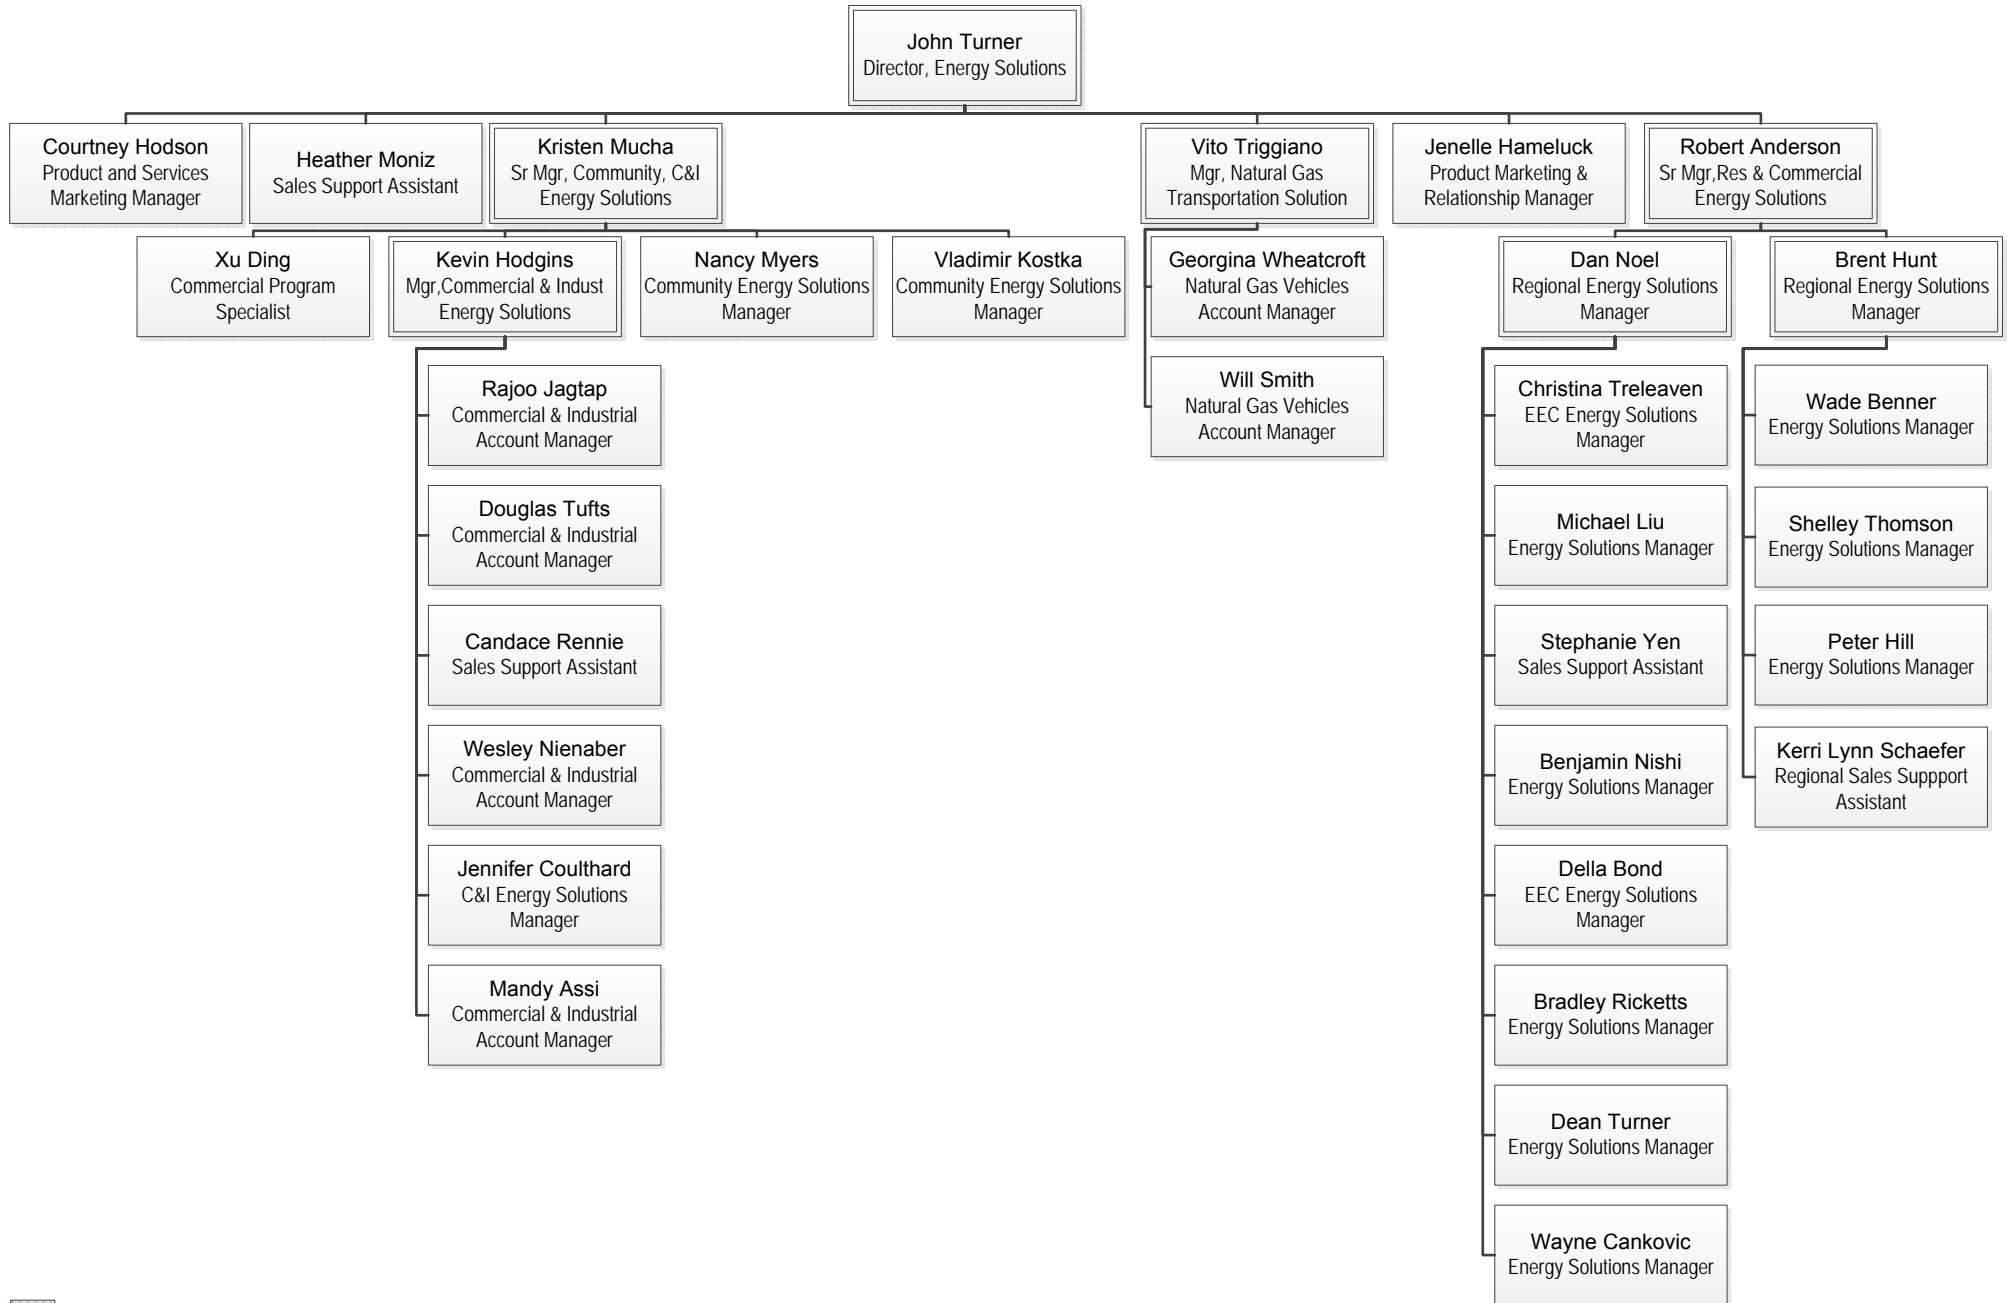 John Turner
Director, Energy Solutions
Courtney Hodson
Product and Services
Marketing Manager
Heather Moniz
Sales Support Assistant
Kristen Mucha
Sr Mgr, Community, C&I
Energy Solutions
Vito Triggiano
Mgr, Natural Gas
Transportation Solution
Jenelle Hameluck
Product Marketing &
Relationship Manager
Robert Anderson
Sr Mgr,Res & Commercial
Energy Solutions
Xu Ding
Commercial Program
Specialist
Kevin Hodgins
Mgr,Commercial & Indust
Energy Solutions
Nancy Myers
Community Energy Solutions
Manager
Vladimir Kostka
Community Energy Solutions
Manager
Georgina Wheatcroft
Natural Gas Vehicles
Account Manager
Will Smith
Natural Gas Vehicles
Account Manager
Dan Noel
Regional Energy Solutions
Manager
Brent Hunt
Regional Energy Solutions
Manager
Rajoo Jagtap
Commercial & Industrial
Account Manager
Douglas Tufts
Commercial & Industrial
Account Manager
Candace Rennie
Sales Support Assistant
Wesley Nienaber
Commercial & Industrial
Account Manager
Jennifer Coulthard
C&I Energy Solutions
Manager
Mandy Assi
Commercial & Industrial
Account Manager
Christina Treleaven
EEC Energy Solutions
Manager
Michael Liu
Energy Solutions Manager
Stephanie Yen
Sales Support Assistant
Benjamin Nishi
Energy Solutions Manager
Della Bond
EEC Energy Solutions
Manager
Bradley Ricketts
Energy Solutions Manager
Dean Turner
Energy Solutions Manager
Wayne Cankovic
Energy Solutions Manager
Wade Benner
Energy Solutions Manager
Shelley Thomson
Energy Solutions Manager
Peter Hill
Energy Solutions Manager
Kerri Lynn Schaefer
Regional Sales Suppport
Assistant